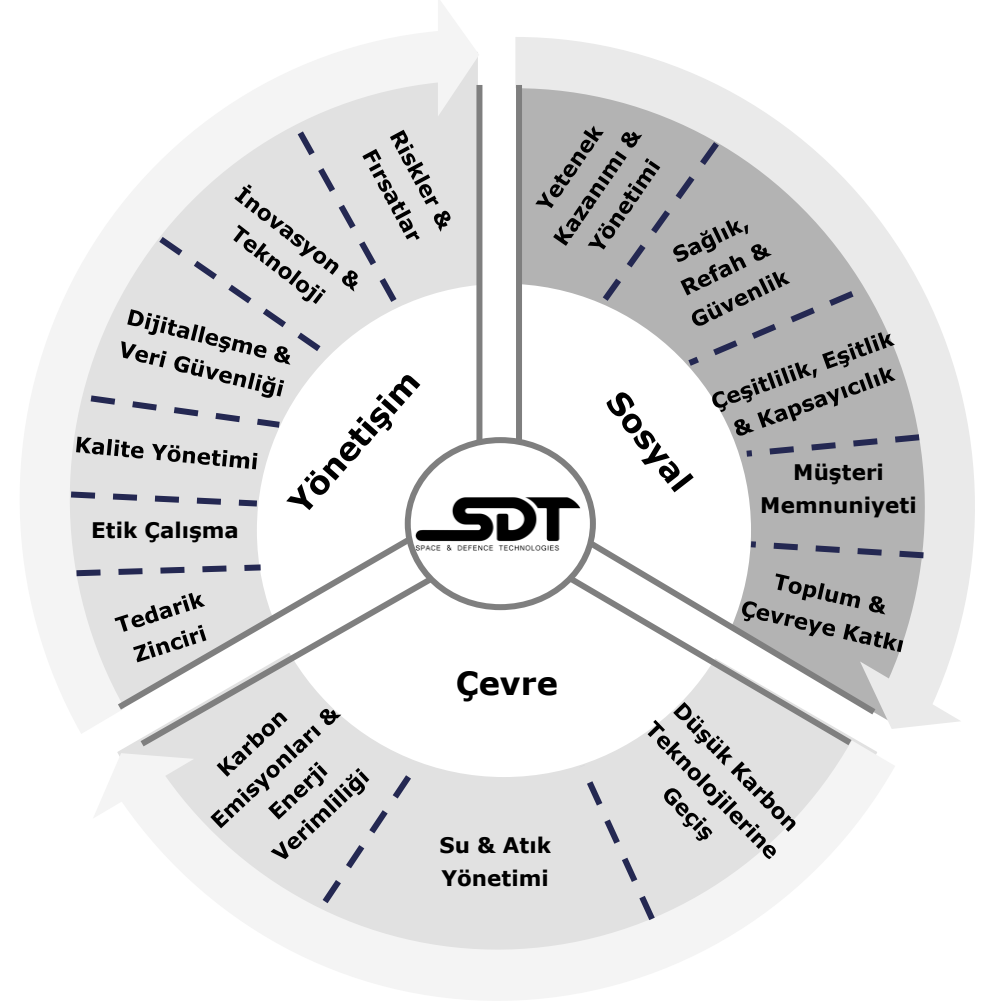 Riskler &
Fırsatlar
İnovasyon &
Teknoloji
Dijitalleşme &
Veri Güvenliği
Kalite Yönetimi
Etik Çalışma
Tedarik
Zinciri
Yönetişim
Yetenek
Kazanımı &
Yönetimi
Sağlık,
Refah &
Güvenlik
Çeşitlilik, Eşitlik
& Kapsayıcılık
Müşteri
Memnuniyeti
Toplum &
Çevreye Katkı
Sosyal
SDT
SPACE & DEFENCE TECHNOLOGIES
Çevre
Karbon
Emisyonları &
Enerji
Verimliliği
Su & Atık
Yönetimi
Düşük Karbon
Teknolojilerine
Geçiş